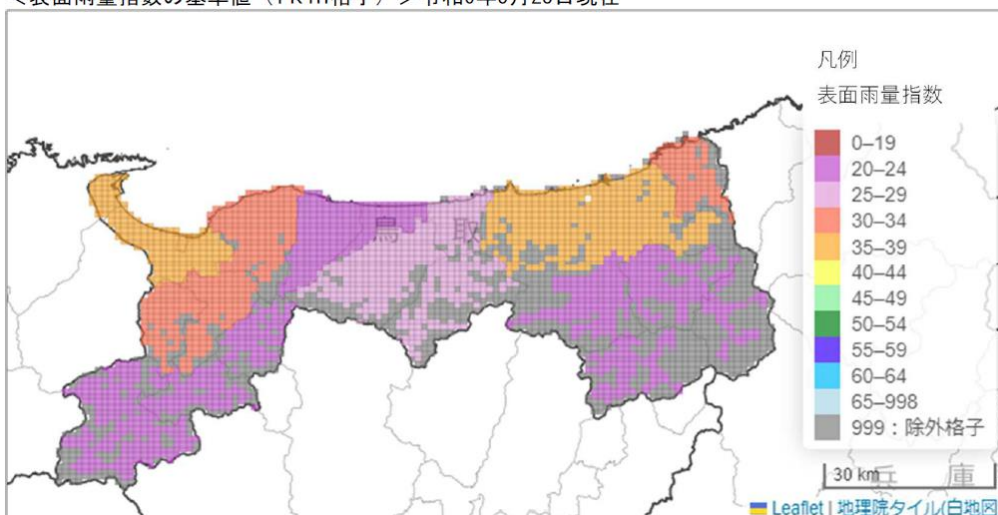 凡例
表面雨量指数
0–19
20–24
25–29
30–34
35–39
40–44
45–49
50–54
55–59
60–64
65–998
999：除外格子
鳥 取
30 km
兵 庫
Leaflet | 地理院タイル(白地図